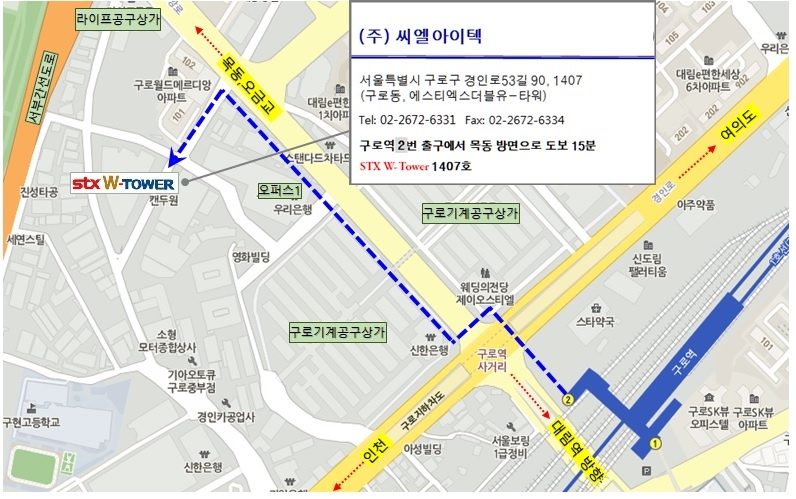 라이프공구상가
서부간선도로
102
구로월드메르디앙
아파트
101
목동오금교
대림e편한세상
1차아파트
스탠다드차타드
stx W-TOWER
칸두원
진성타공
세연스틸
오퍼스1
우리은행
영화빌딩
구로기계공구상가
구로기계공구상가
웨딩의전당
제이오스티엘
신한은행
구로역
사거리
소형
모터종합상사
기아오토큐
구로중부점
경인카공업사
구현고등학교
신한은행
우리은행
아성빌딩
인천
구로지하차도
서울보링
1급정비
대림역 방향
(주) 씨엘아이텍
서울특별시 구로구 경인로53길 90, 1407
(구로동, 에스티엑스더블유-타워)
Tel: 02-2672-6331 Fax: 02-2672-6334
구로역 2번 출구에서 목동 방면으로 도보 15분
STX W-Tower 1407호
우리은행
대림e편한세상
6차아파트
902
202
여의도
경인로
아주약품
신도림
팰러티움
스타약국
구로역
2
1
P
101
구로SK뷰
오피스텔
구로SK뷰
아파트